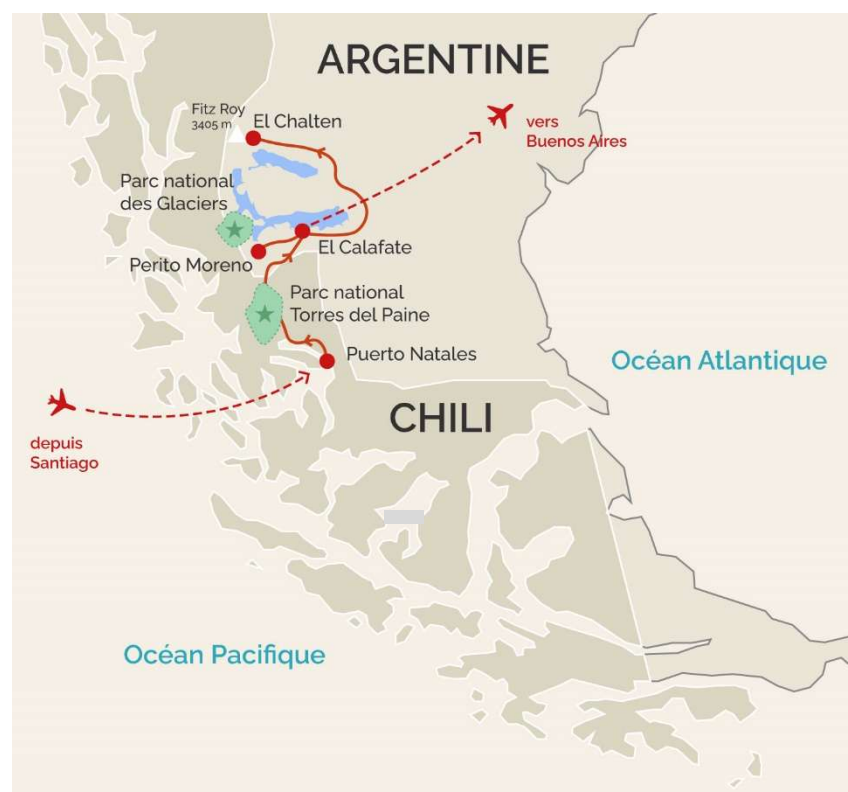 ARGENTINE
Fitz Roy
3405 m
El Chalten
vers
Buenos Aires
Parc national
des Glaciers
El Calafate
Perito Moreno
Parc national
Torres del Paine
Puerto Natales
Océan Atlantique
CHILI
depuis
Santiago
Océan Pacifique